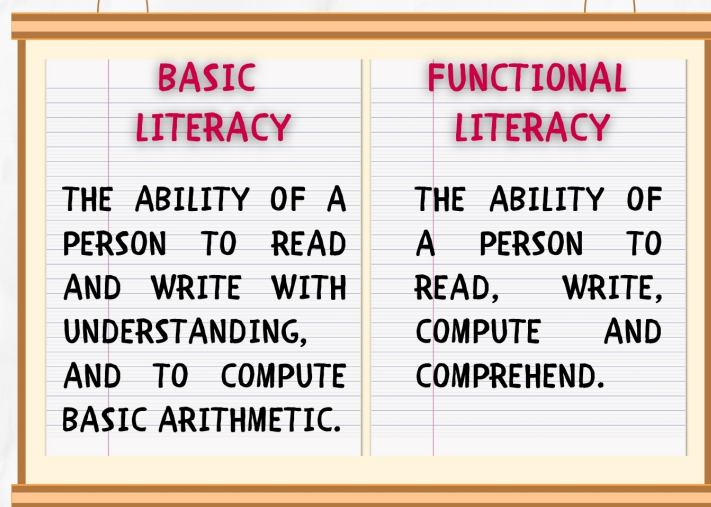 BASIC
LITERACY
THE ABILITY OF A
PERSON TO READ
AND WRITE WITH
UNDERSTANDING,
AND TO COMPUTE
BASIC ARITHMETIC.
FUNCTIONAL
LITERACY
THE ABILITY OF
A PERSON TO
READ, WRITE,
COMPUTE AND
COMPREHEND.